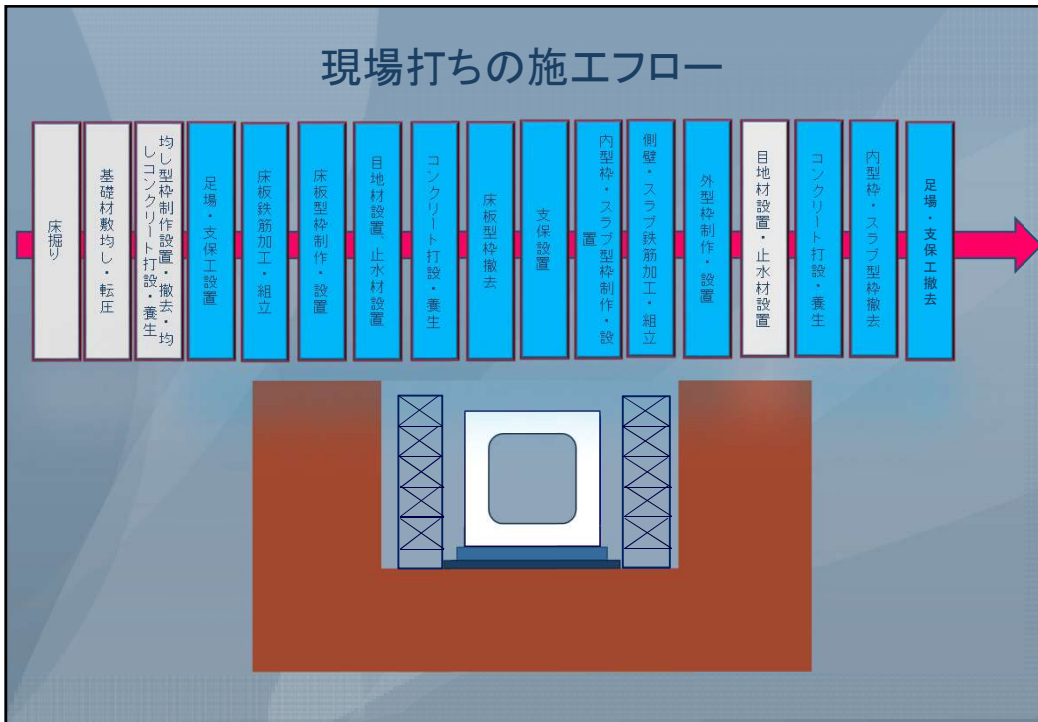 現場打ちの施工フロー
床掘り
基礎材敷均し・転圧
均し型枠制作設置・撤去・均
しコンクリート打設・養生
足場・支保工設置
床板鉄筋加工・組立
床板型枠制作・設置
目地材設置、止水材設置
コンクリート打設・養生
床板型枠撤去
支保設置
内型枠・スラブ型枠制作・設
置
側壁・スラブ鉄筋加工・組立
外型枠制作・設置
目地材設置・止水材設置
コンクリート打設・養生
内型枠・スラブ型枠撤去
足場・支保工撤去